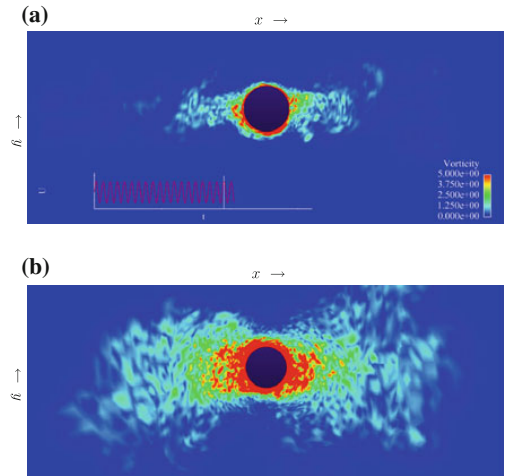 (a)
x →
y →
U
t
Vorticity
5.000e+00
3.750e+00
2.500e+00
1.250e+00
0.000e+00
(b)
x →
y →